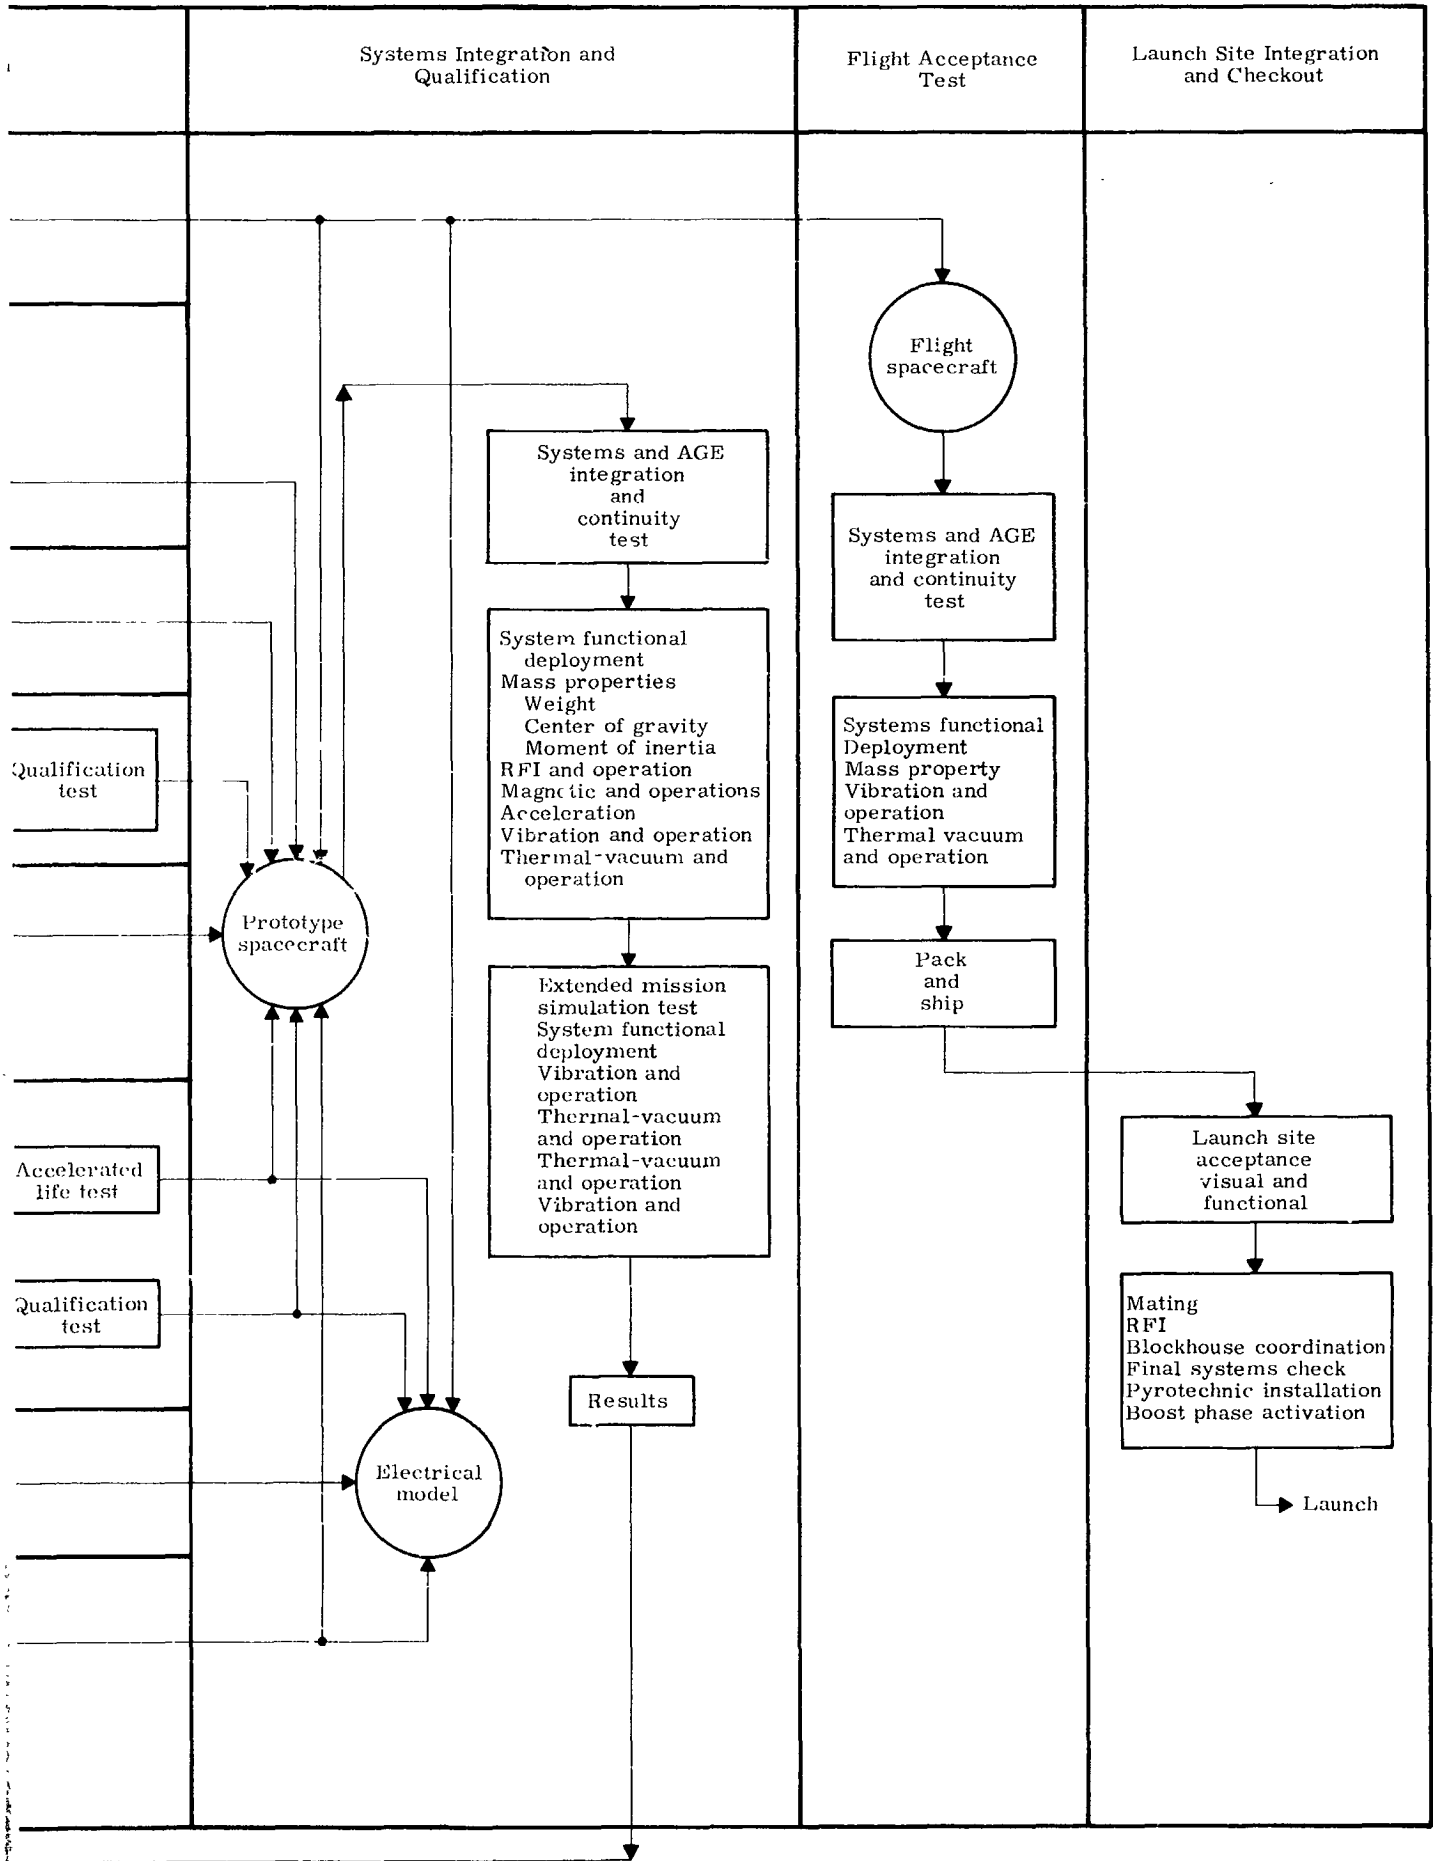 Systems Integration and
Qualification
Flight Acceptance
Test
Launch Site Integration
and Checkout
Flight
spacecraft
Systems and AGE
integration
and
continuity
test
Systems and AGE
integration
and continuity
test
System functional
deployment
Mass properties
Weight
Center of gravity
Moment of inertia
RFI and operation
Magnetic and operations
Acceleration
Vibration and operation
Thermal-vacuum and
operation
Systems functional
Deployment
Mass property
Vibration and
operation
Thermal vacuum
and operation
Qualification
test
Prototype
spacecraft
Pack
and
ship
Extended mission
simulation test
System functional
deployment
Vibration and
operation
Thermal-vacuum
and operation
Thermal-vacuum
and operation
Vibration and
operation
Accelerated
life test
Launch site
acceptance
visual and
functional
Qualification
test
Mating
RFI
Blockhouse coordination
Final systems check
Pyrotechnic installation
Boost phase activation
Results
Electrical
model
Launch